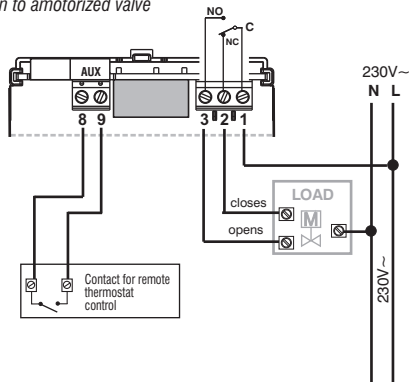 n to amotorized valve
NO
C
NC
AUX
230V~
N L
8 9
3 2 1
LOAD
closes
M
opens
Contact for remote
thermostat
control
230V~